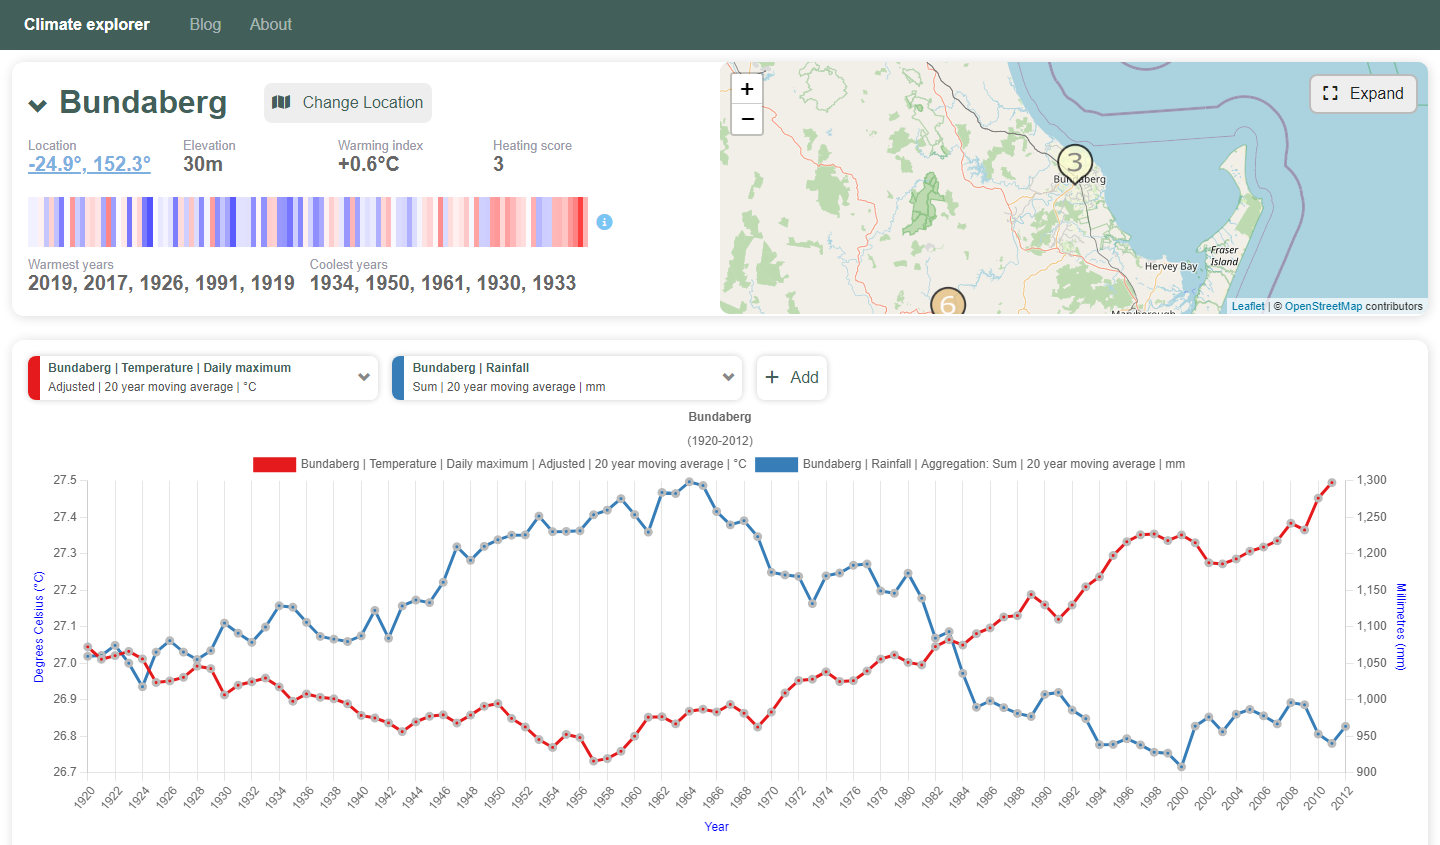 Climate explorer Blog About
Bundaberg Change Location
Location Elevation Warming index Heating score
-24.9°, 152.3° 30m +0.6°C 3
Warmest years Coolest years
2019, 2017, 1926, 1991, 1919 1934, 1950, 1961, 1930, 1933
+
−
Expand
3
Bundaberg
Fraser
Island
Hervey Bay
6
Maryborough
Leaflet | © OpenStreetMap contributors
Bundaberg | Temperature | Daily maximum
Adjusted | 20 year moving average | °C
Bundaberg | Rainfall
Sum | 20 year moving average | mm
+ Add
Bundaberg
(1920-2012)
Bundaberg | Temperature | Daily maximum | Adjusted | 20 year moving average | °C Bundaberg | Rainfall | Aggregation: Sum | 20 year moving average | mm
27.5 1,300
27.4 1,250
27.3 1,200
27.2 1,150
27.1 1,100
27.0 1,050
26.9 1,000
26.8 950
26.7 900
Degrees Celsius (°C)
Millimetres (mm)
1920 1922 1924 1926 1928 1930 1932 1934 1936 1938 1940 1942 1944 1946 1948 1950 1952 1954 1956 1958 1960 1962 1964 1966 1968 1970 1972 1974 1976 1978 1980 1982 1984 1986 1988 1990 1992 1994 1996 1998 2000 2002 2004 2006 2008 2010 2012
Year